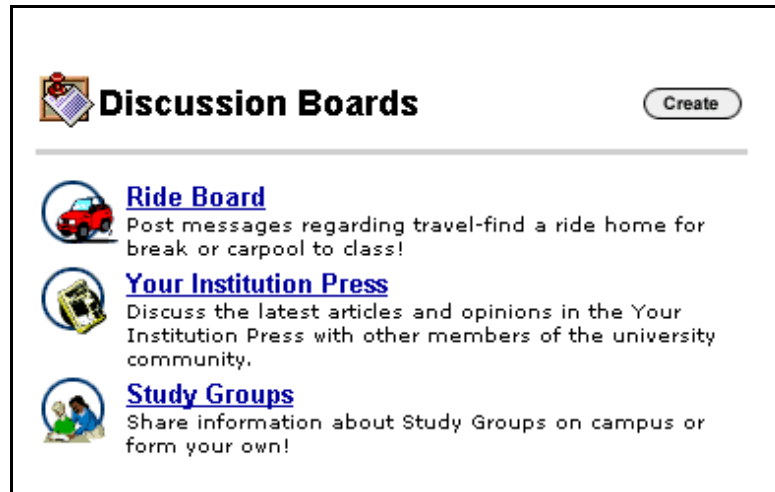 Discussion Boards
Create
Ride Board
Post messages regarding travel-find a ride home for
break or carpool to class!
Your Institution Press
Discuss the latest articles and opinions in the Your
Institution Press with other members of the university
community.
Study Groups
Share information about Study Groups on campus or
form your own!